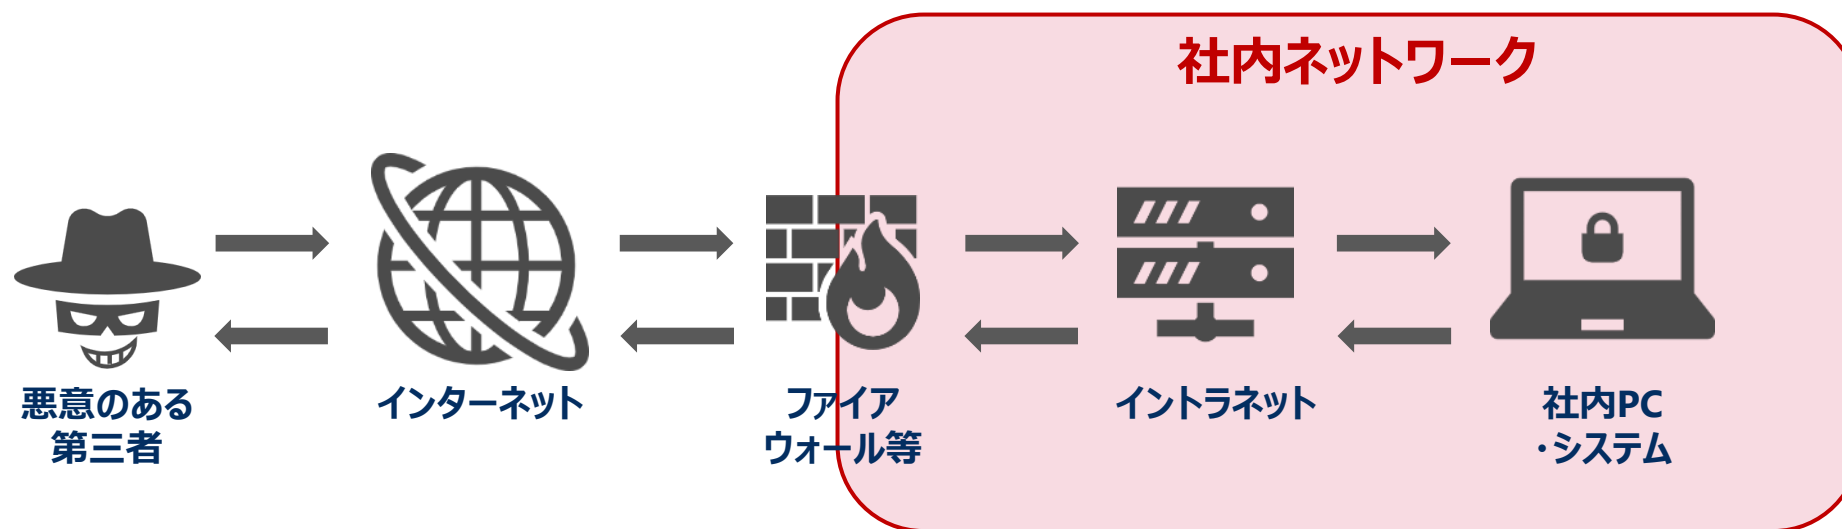 社内ネットワーク
悪意のある
第三者
インターネット
ファイア
ウォール等
イントラネット
社内PC
・システム